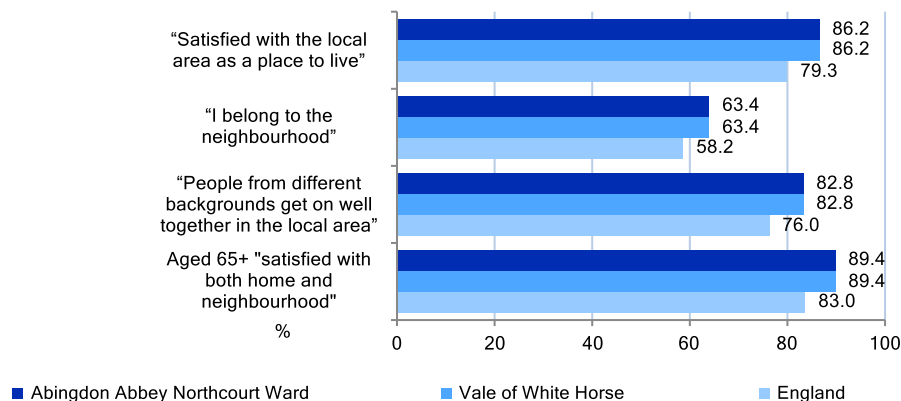 “Satisfied with the local
area as a place to live”
86.2
86.2
79.3
“I belong to the
neighbourhood”
63.4
63.4
58.2
“People from different
backgrounds get on well
together in the local area”
82.8
82.8
76.0
Aged 65+ "satisfied with
both home and
neighbourhood"
89.4
89.4
83.0
%
0 20 40 60 80 100
Abingdon Abbey Northcourt Ward Vale of White Horse England